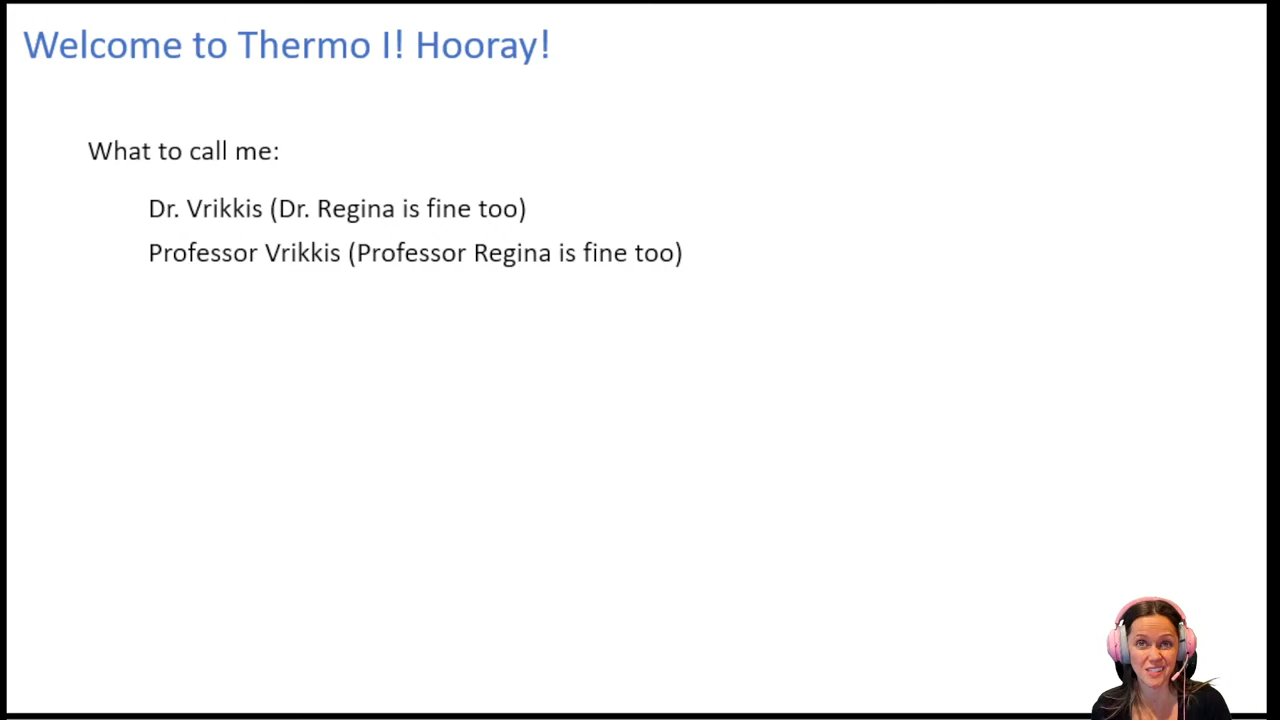 Welcome to Thermo I! Hooray!
What to call me:
Dr. Vrikkis (Dr. Regina is fine too)
Professor Vrikkis (Professor Regina is fine too)